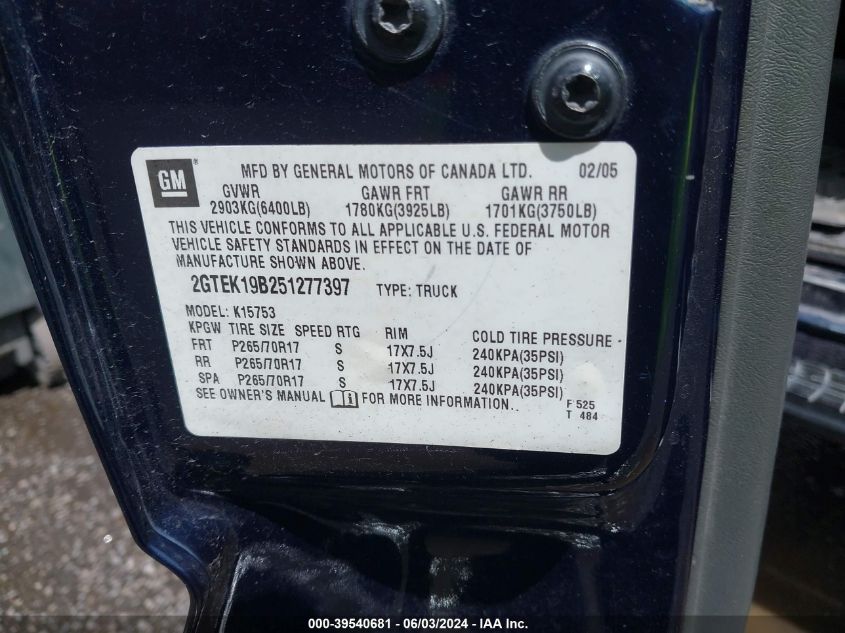 GM ® MFD BY GENERAL MOTORS OF CANADA LTD. 02/05
GVWR GAWR FRT GAWR RR
2903KG(6400LB) 1780KG(3925LB) 1701KG(3750LB)
THIS VEHICLE CONFORMS TO ALL APPLICABLE U.S. FEDERAL MOTOR
VEHICLE SAFETY STANDARDS IN EFFECT ON THE DATE OF
MANUFACTURE SHOWN ABOVE.
2GTEK19B251277397 TYPE: TRUCK
MODEL: K15753
KPGW TIRE SIZE SPEED RTG RIM COLD TIRE PRESSURE
FRT P265/70R17 S 17X7.5J 240KPA(35PSI)
RR P265/70R17 S 17X7.5J 240KPA(35PSI)
SPA P265/70R17 S 17X7.5J 240KPA(35PSI)
SEE OWNER'S MANUAL FOR MORE INFORMATION. F 525
T 484
000-39540681 - 06/03/2024 - IAA Inc.